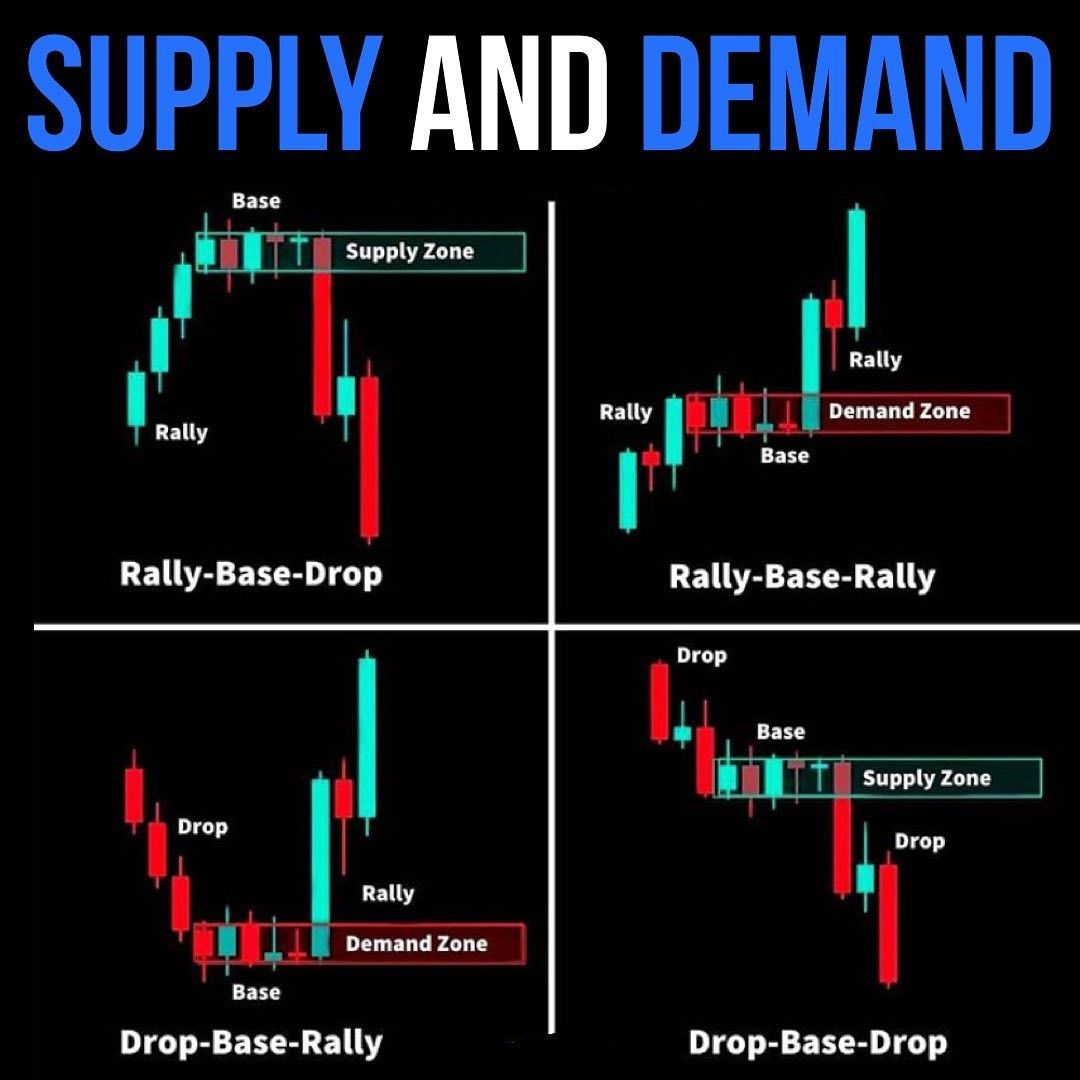 SUPPLY AND DEMAND
Base
Supply Zone
Rally
Rally-Base-Drop
Rally
Rally
Demand Zone
Base
Rally-Base-Rally
Drop
Rally
Demand Zone
Base
Drop-Base-Rally
Drop
Base
Supply Zone
Drop
Drop-Base-Drop